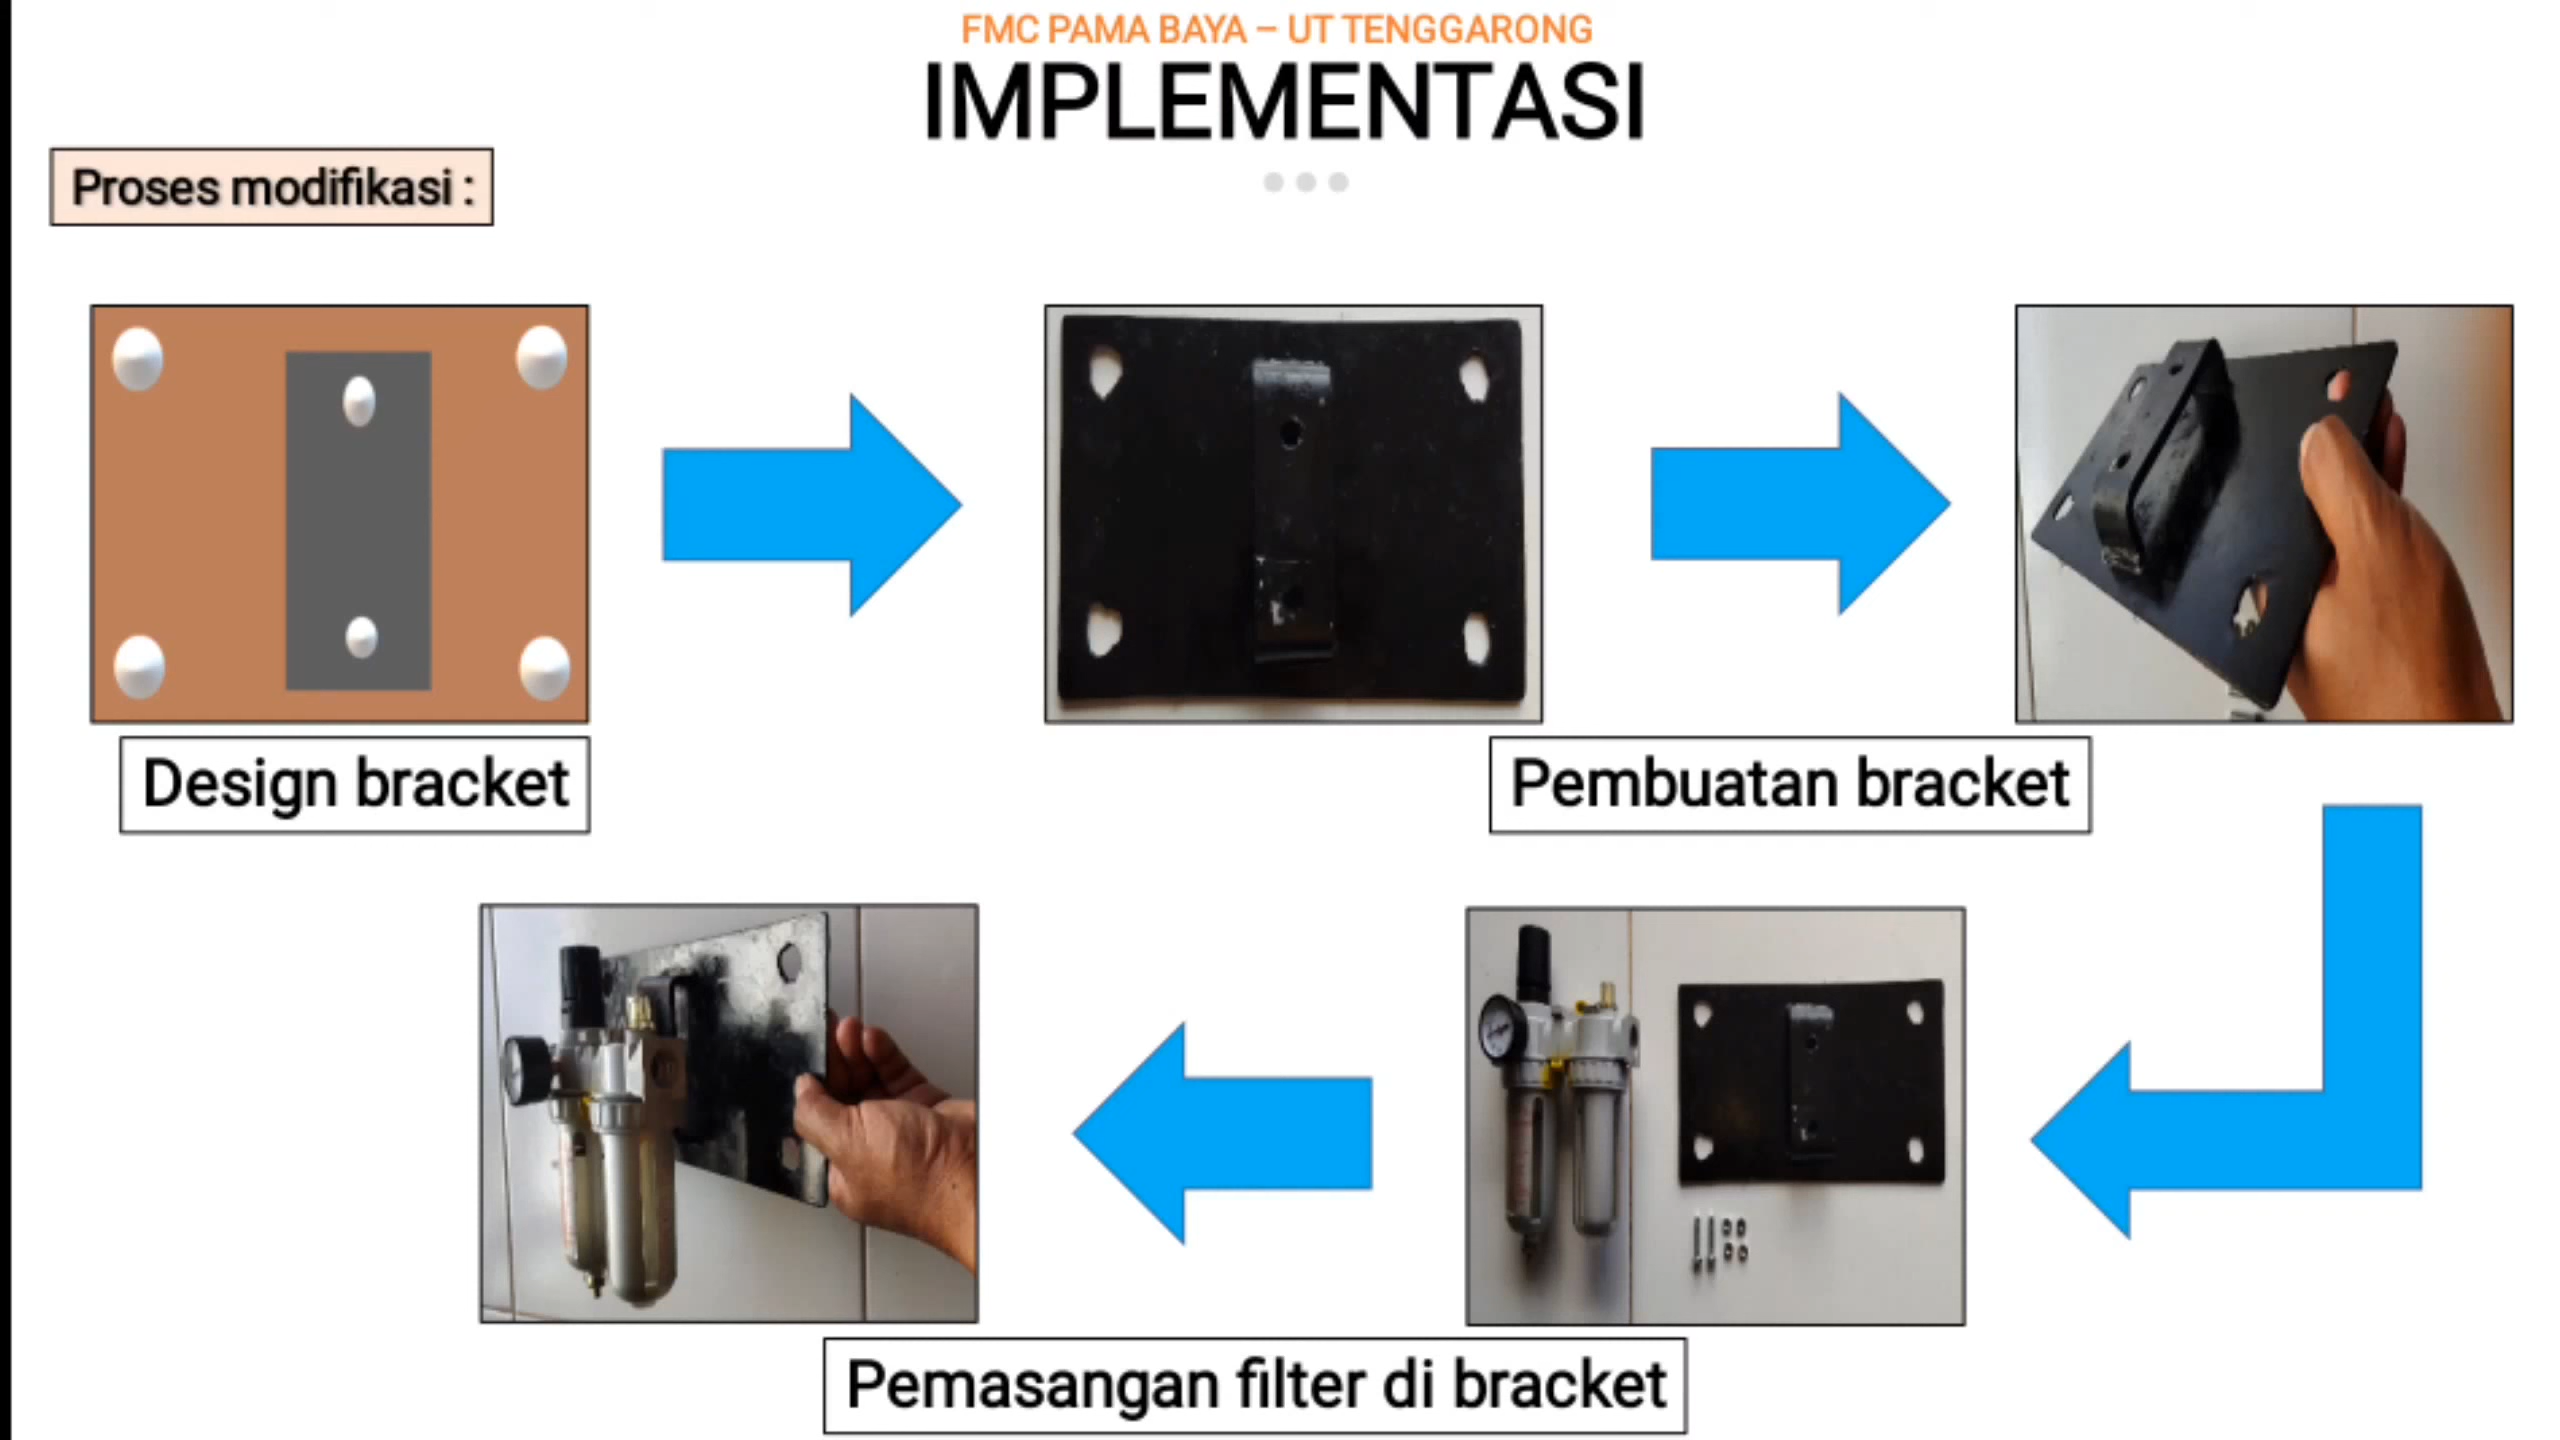 FMC PAMA BAYA – UT TENGGARONG
IMPLEMENTASI
Proses modifikasi :
Design bracket
Pembuatan bracket
Pemasangan filter di bracket